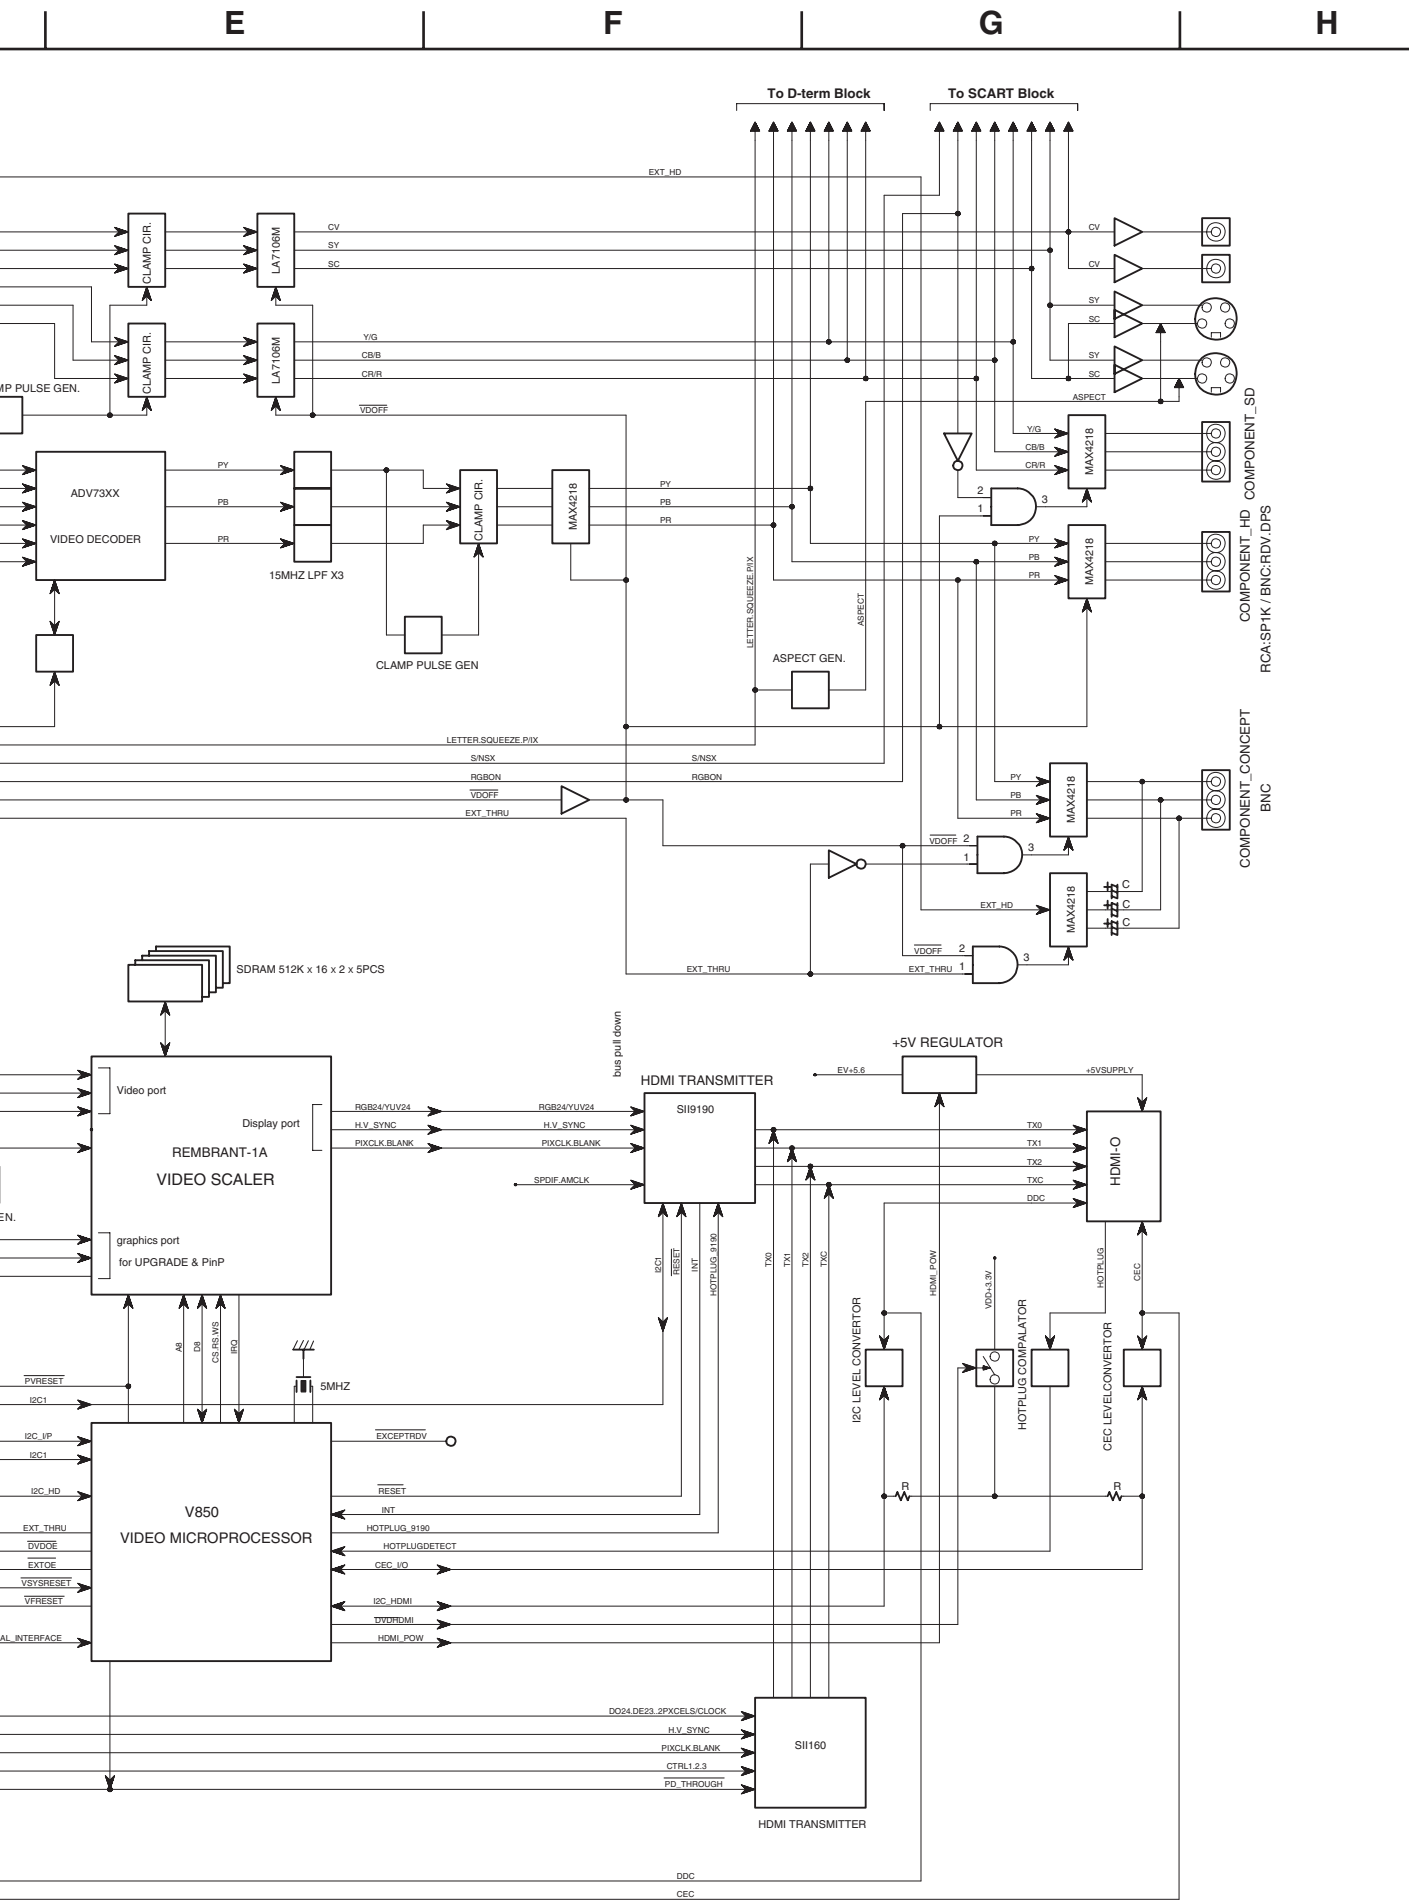 E
F
G
H
To D-term Block
To SCART Block
EXT_HD
CLAMP CIR.
LA7106M
CV
SY
SC
CV
CV
SY
SC
SY
SC
ASPECT
CLAMP CIR.
LA7106M
Y/G
CB/B
CR/R
MP PULSE GEN.
VDOFF
Y/G
CB/B
CR/R
MAX4218
COMPONENT_SD
ADV73XX
VIDEO DECODER
PY
PB
PR
15MHZ LPF X3
CLAMP CIR.
MAX4218
PY
PB
PR
2
1
3
PY
PB
PR
MAX4218
COMPONENT_HD
RCA:SP1K / BNC:RDV.DPS
CLAMP PULSE GEN
LETTER.SQUEEZE.P/IX
ASPECT
ASPECT GEN.
LETTER.SQUEEZE.P/IX
S/NSX
S/NSX
RGBON
RGBON
VDOFF
EXT_THRU
PY
PB
PR
MAX4218
COMPONENT_CONCEPT
BNC
VDOFF
2
1
3
EXT_HD
MAX4218
C
C
C
VDOFF
2
EXT_THRU
EXT_THRU
1
3
SDRAM 512K x 16 x 2 x 5PCS
bus pull down
+5V REGULATOR
EV+5.6
+5VSUPPLY
HDMI TRANSMITTER
SII9190
Video port
Display port
REMBRANT-1A
VIDEO SCALER
graphics port
for UPGRADE & PinP
RGB24/YUV24
RGB24/YUV24
H.V_SYNC
H.V_SYNC
PIXCLK.BLANK
PIXCLK.BLANK
SPDIF.AMCLK
TX0
TX1
TX2
TXC
DDC
HDMI-O
EN.
I2C1
RESET
INT
HOTPLUG_9190
TX0
TX1
TX2
TXC
HDMI_POW
VDD+3.3V
HOTPLUG
CEC
A8
D8
CS.RS.WS
IRQ
5MHZ
I2C LEVEL CONVERTOR
HOTPLUG COMPALATOR
CEC LEVELCONVERTOR
PVRESET
I2C1
I2C_I/P
I2C1
I2C_HD
EXT_THRU
DVDOE
EXTOE
VSYSRESET
VFRESET
AL_INTERFACE
V850
VIDEO MICROPROCESSOR
EXCEPTRDV
RESET
INT
HOTPLUG_9190
HOTPLUGDETECT
CEC_I/O
I2C_HDMI
DVDHDMI
HDMI_POW
R
R
DO24.DE23..2PXCELS/CLOCK
H.V_SYNC
PIXCLK.BLANK
CTRL1.2.3
PD_THROUGH
SII160
HDMI TRANSMITTER
DDC
CEC